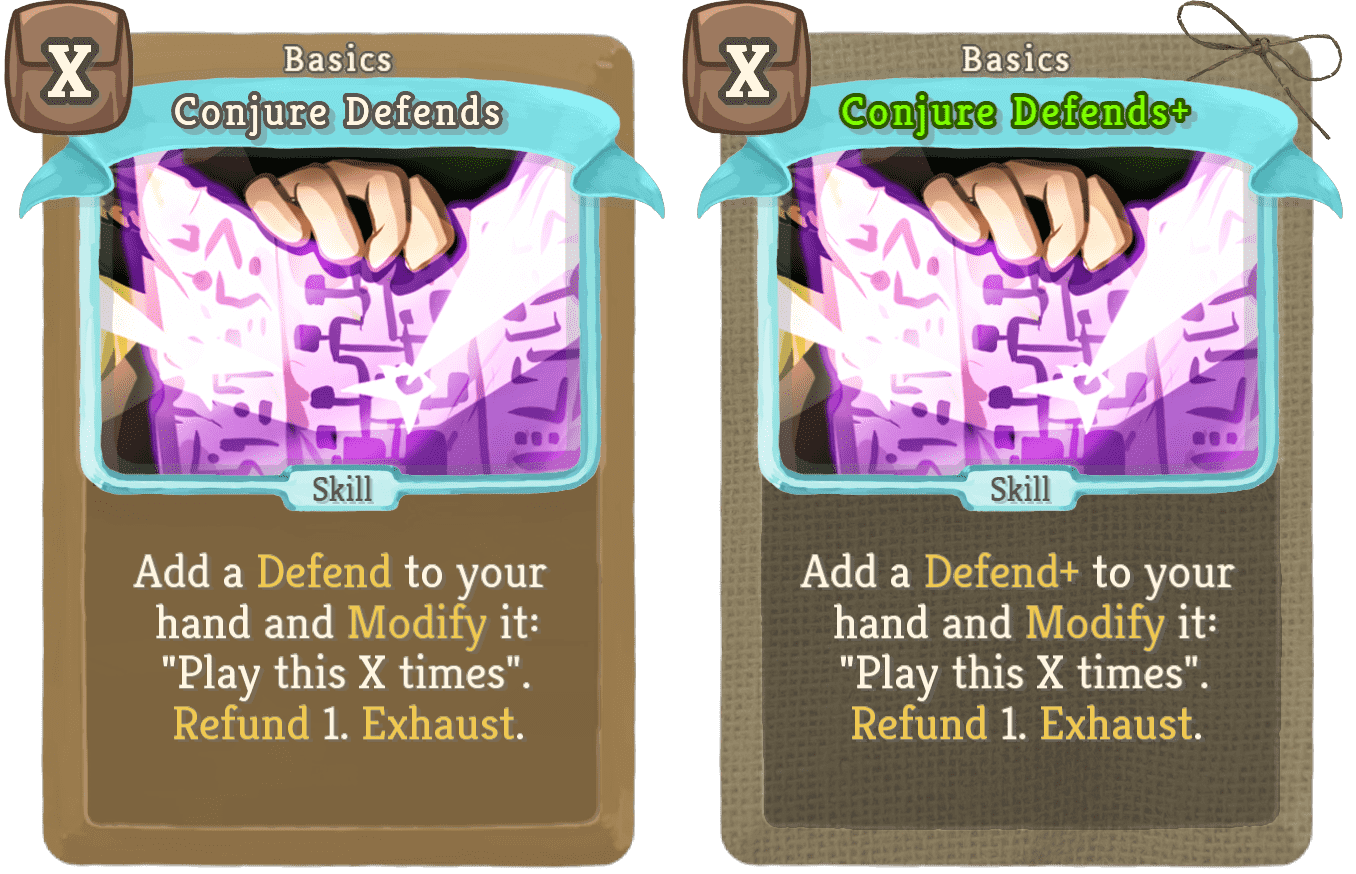 X
Basics
Conjure Defends
Skill
Add a Defend to your
hand and Modify it:
"Play this X times".
Refund 1. Exhaust.
X
Basics
Conjure Defends+
Skill
Add a Defend+ to your
hand and Modify it:
"Play this X times".
Refund 1. Exhaust.